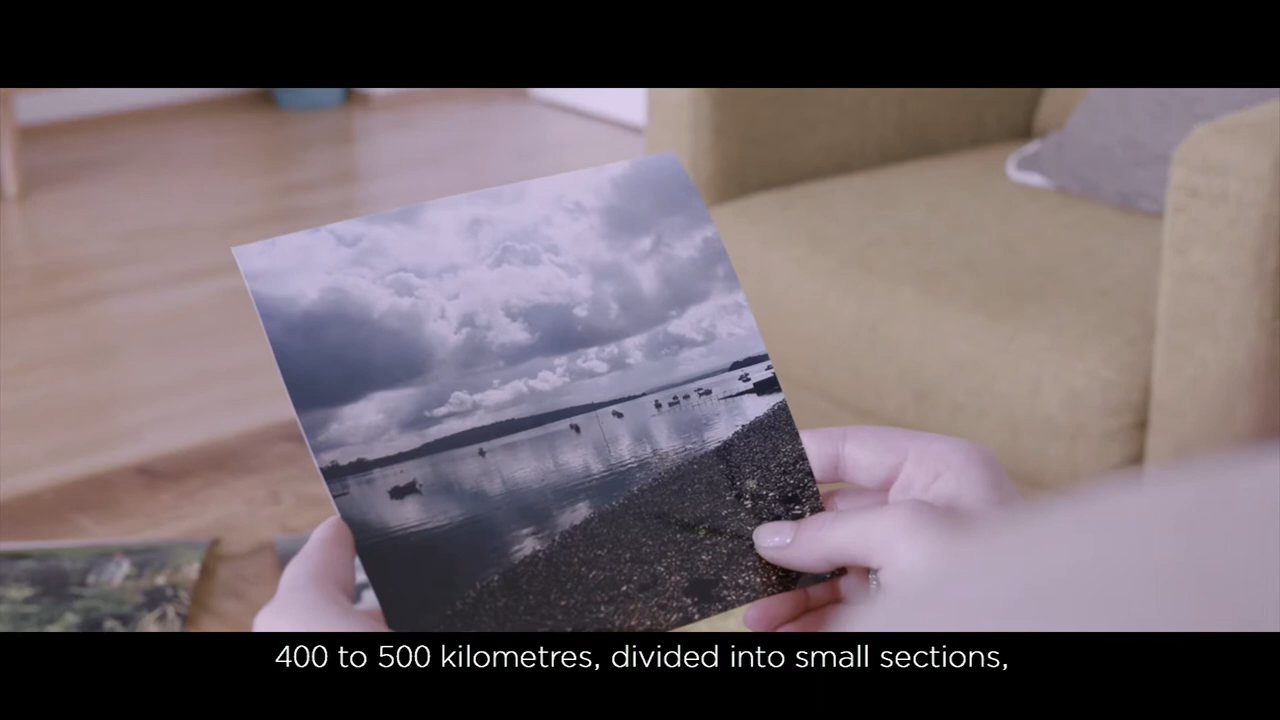 400 to 500 kilometres, divided into small sections,